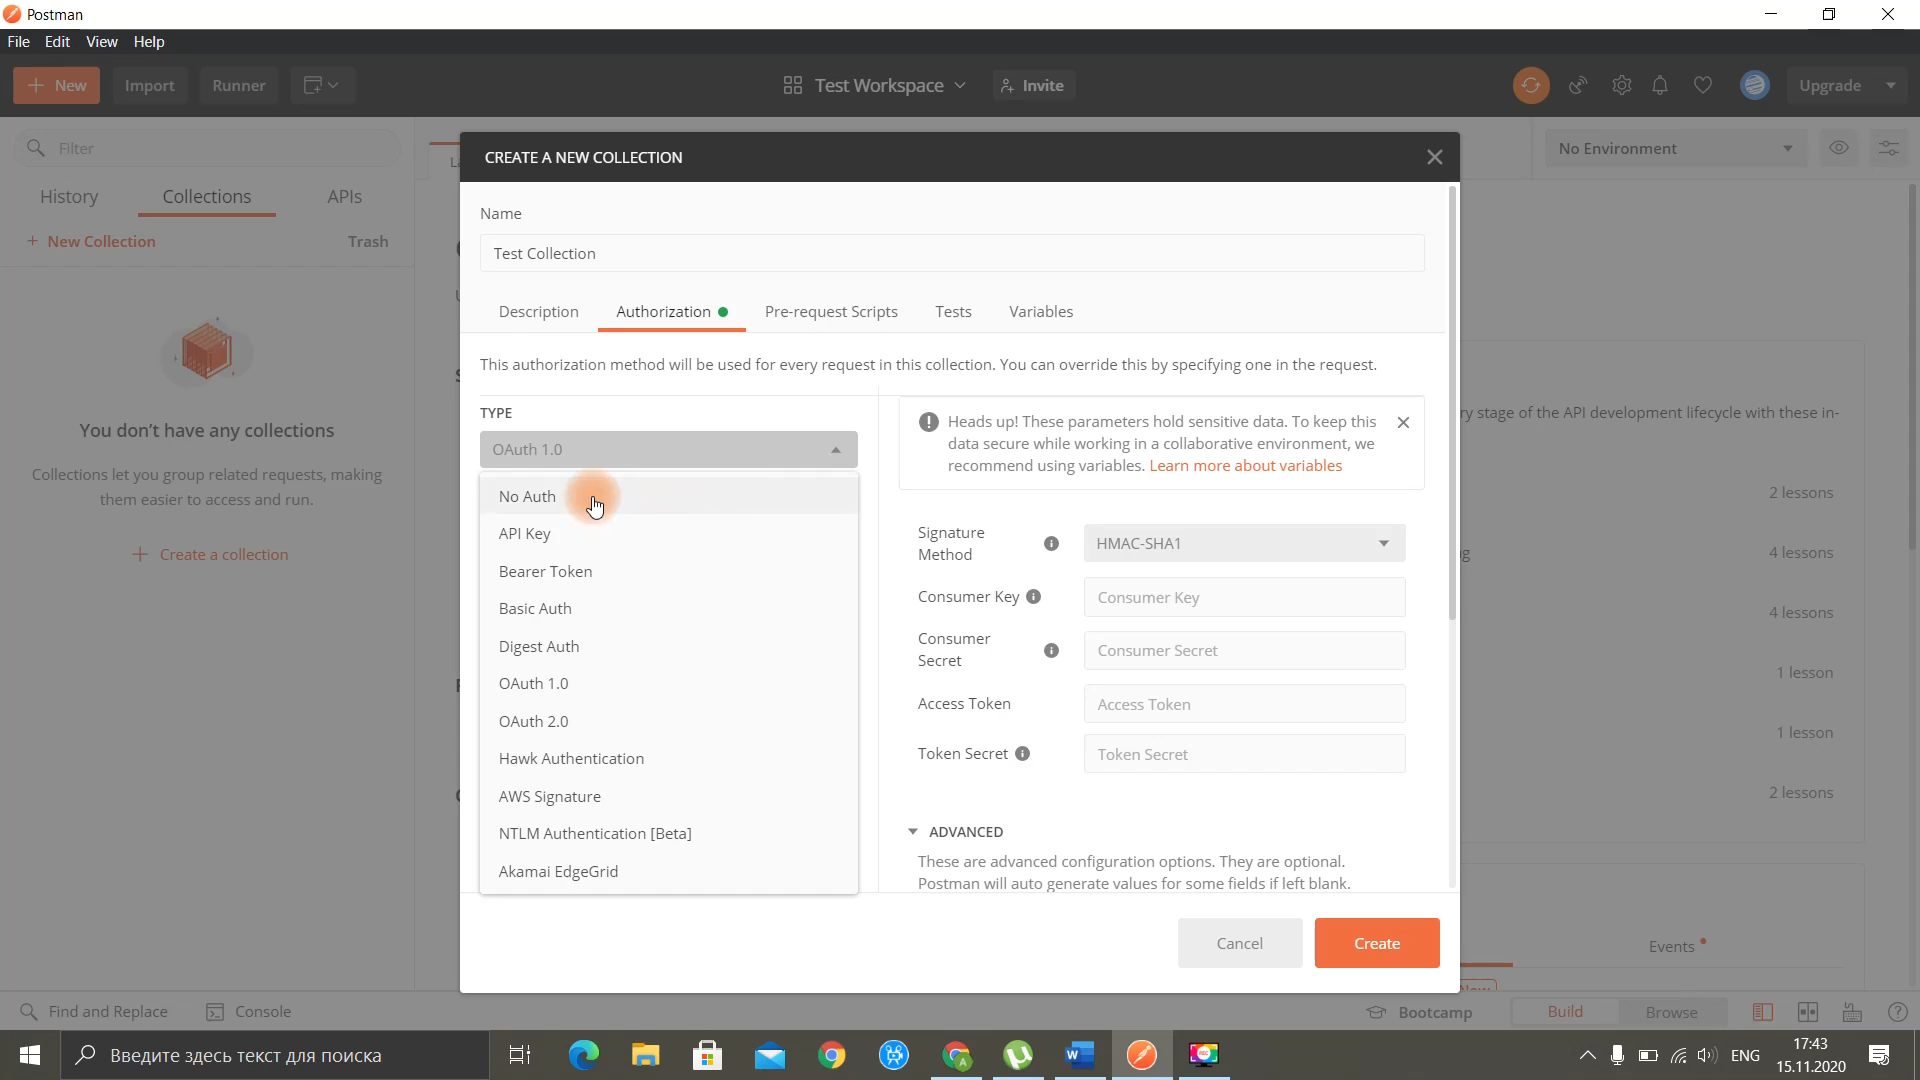 Postman
File Edit View Help
New Import Runner Test Workspace Invite Upgrade
Filter
No Environment
History Collections APIs
New Collection Trash
You don't have any collections
Collections let you group related requests, making
them easier to access and run.
Create a collection
CREATE A NEW COLLECTION
Name
Test Collection
Description Authorization Pre-request Scripts Tests Variables
This authorization method will be used for every request in this collection. You can override this by specifying one in the request.
TYPE
OAuth 1.0
No Auth
API Key
Bearer Token
Basic Auth
Digest Auth
OAuth 1.0
OAuth 2.0
Hawk Authentication
AWS Signature
NTLM Authentication [Beta]
Akamai EdgeGrid
Heads up! These parameters hold sensitive data. To keep this
data secure while working in a collaborative environment, we
recommend using variables. Learn more about variables
Signature
Method
HMAC-SHA1
Consumer Key Consumer Key
Consumer
Secret
Consumer Secret
Access Token Access Token
Token Secret Token Secret
ADVANCED
These are advanced configuration options. They are optional.
Postman will auto generate values for some fields if left blank.
Cancel Create
stage of the API development lifecycle with these in-
2 lessons
4 lessons
4 lessons
1 lesson
1 lesson
2 lessons
Events
Find and Replace Console Bootcamp Build Browse
Введите здесь текст для поиска
ENG
17:43
15.11.2020